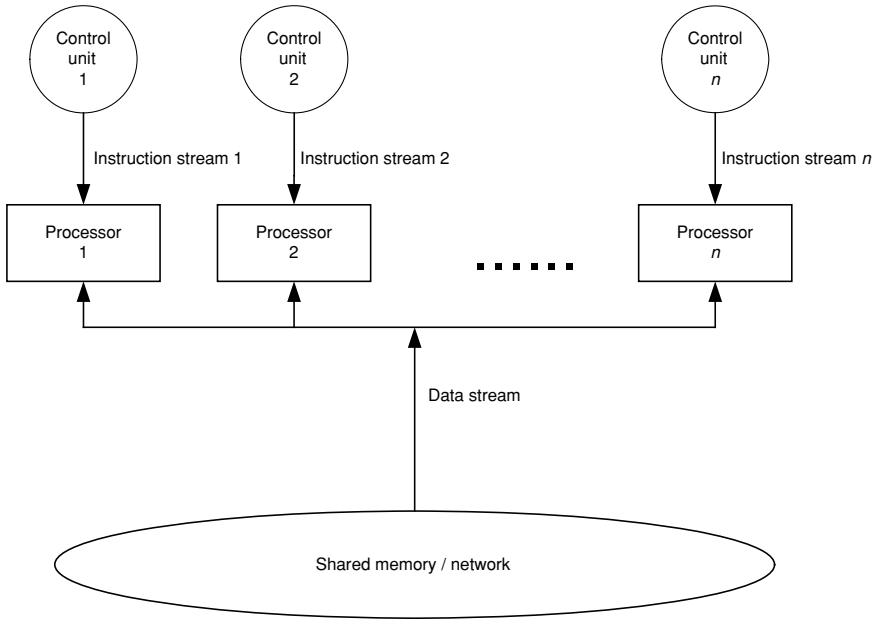 Control
unit
1
Control
unit
2
Control
unit
n
Instruction stream 1
Instruction stream 2
Instruction stream n
Processor
1
Processor
2
Processor
n
Data stream
Shared memory / network